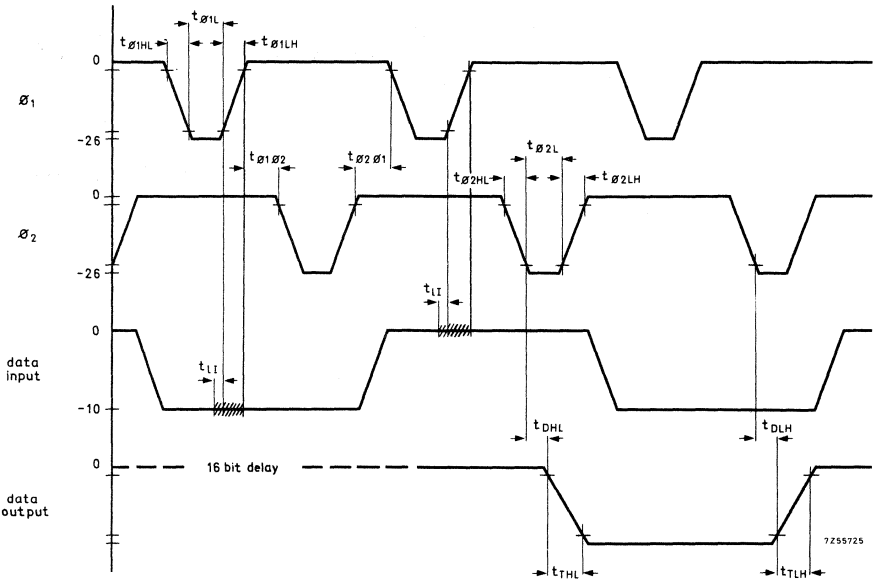 tØ1L
tØ1HL
tØ1LH
0
Ø1
-26
tØ1Ø2
tØ2Ø1
tØ2L
tØ2HL
tØ2LH
0
Ø2
-26
tlI
0
data
input
tlI
-10
tDHL
tDLH
0
16 bit delay
data
output
7Z55725
tTHL
tTLH